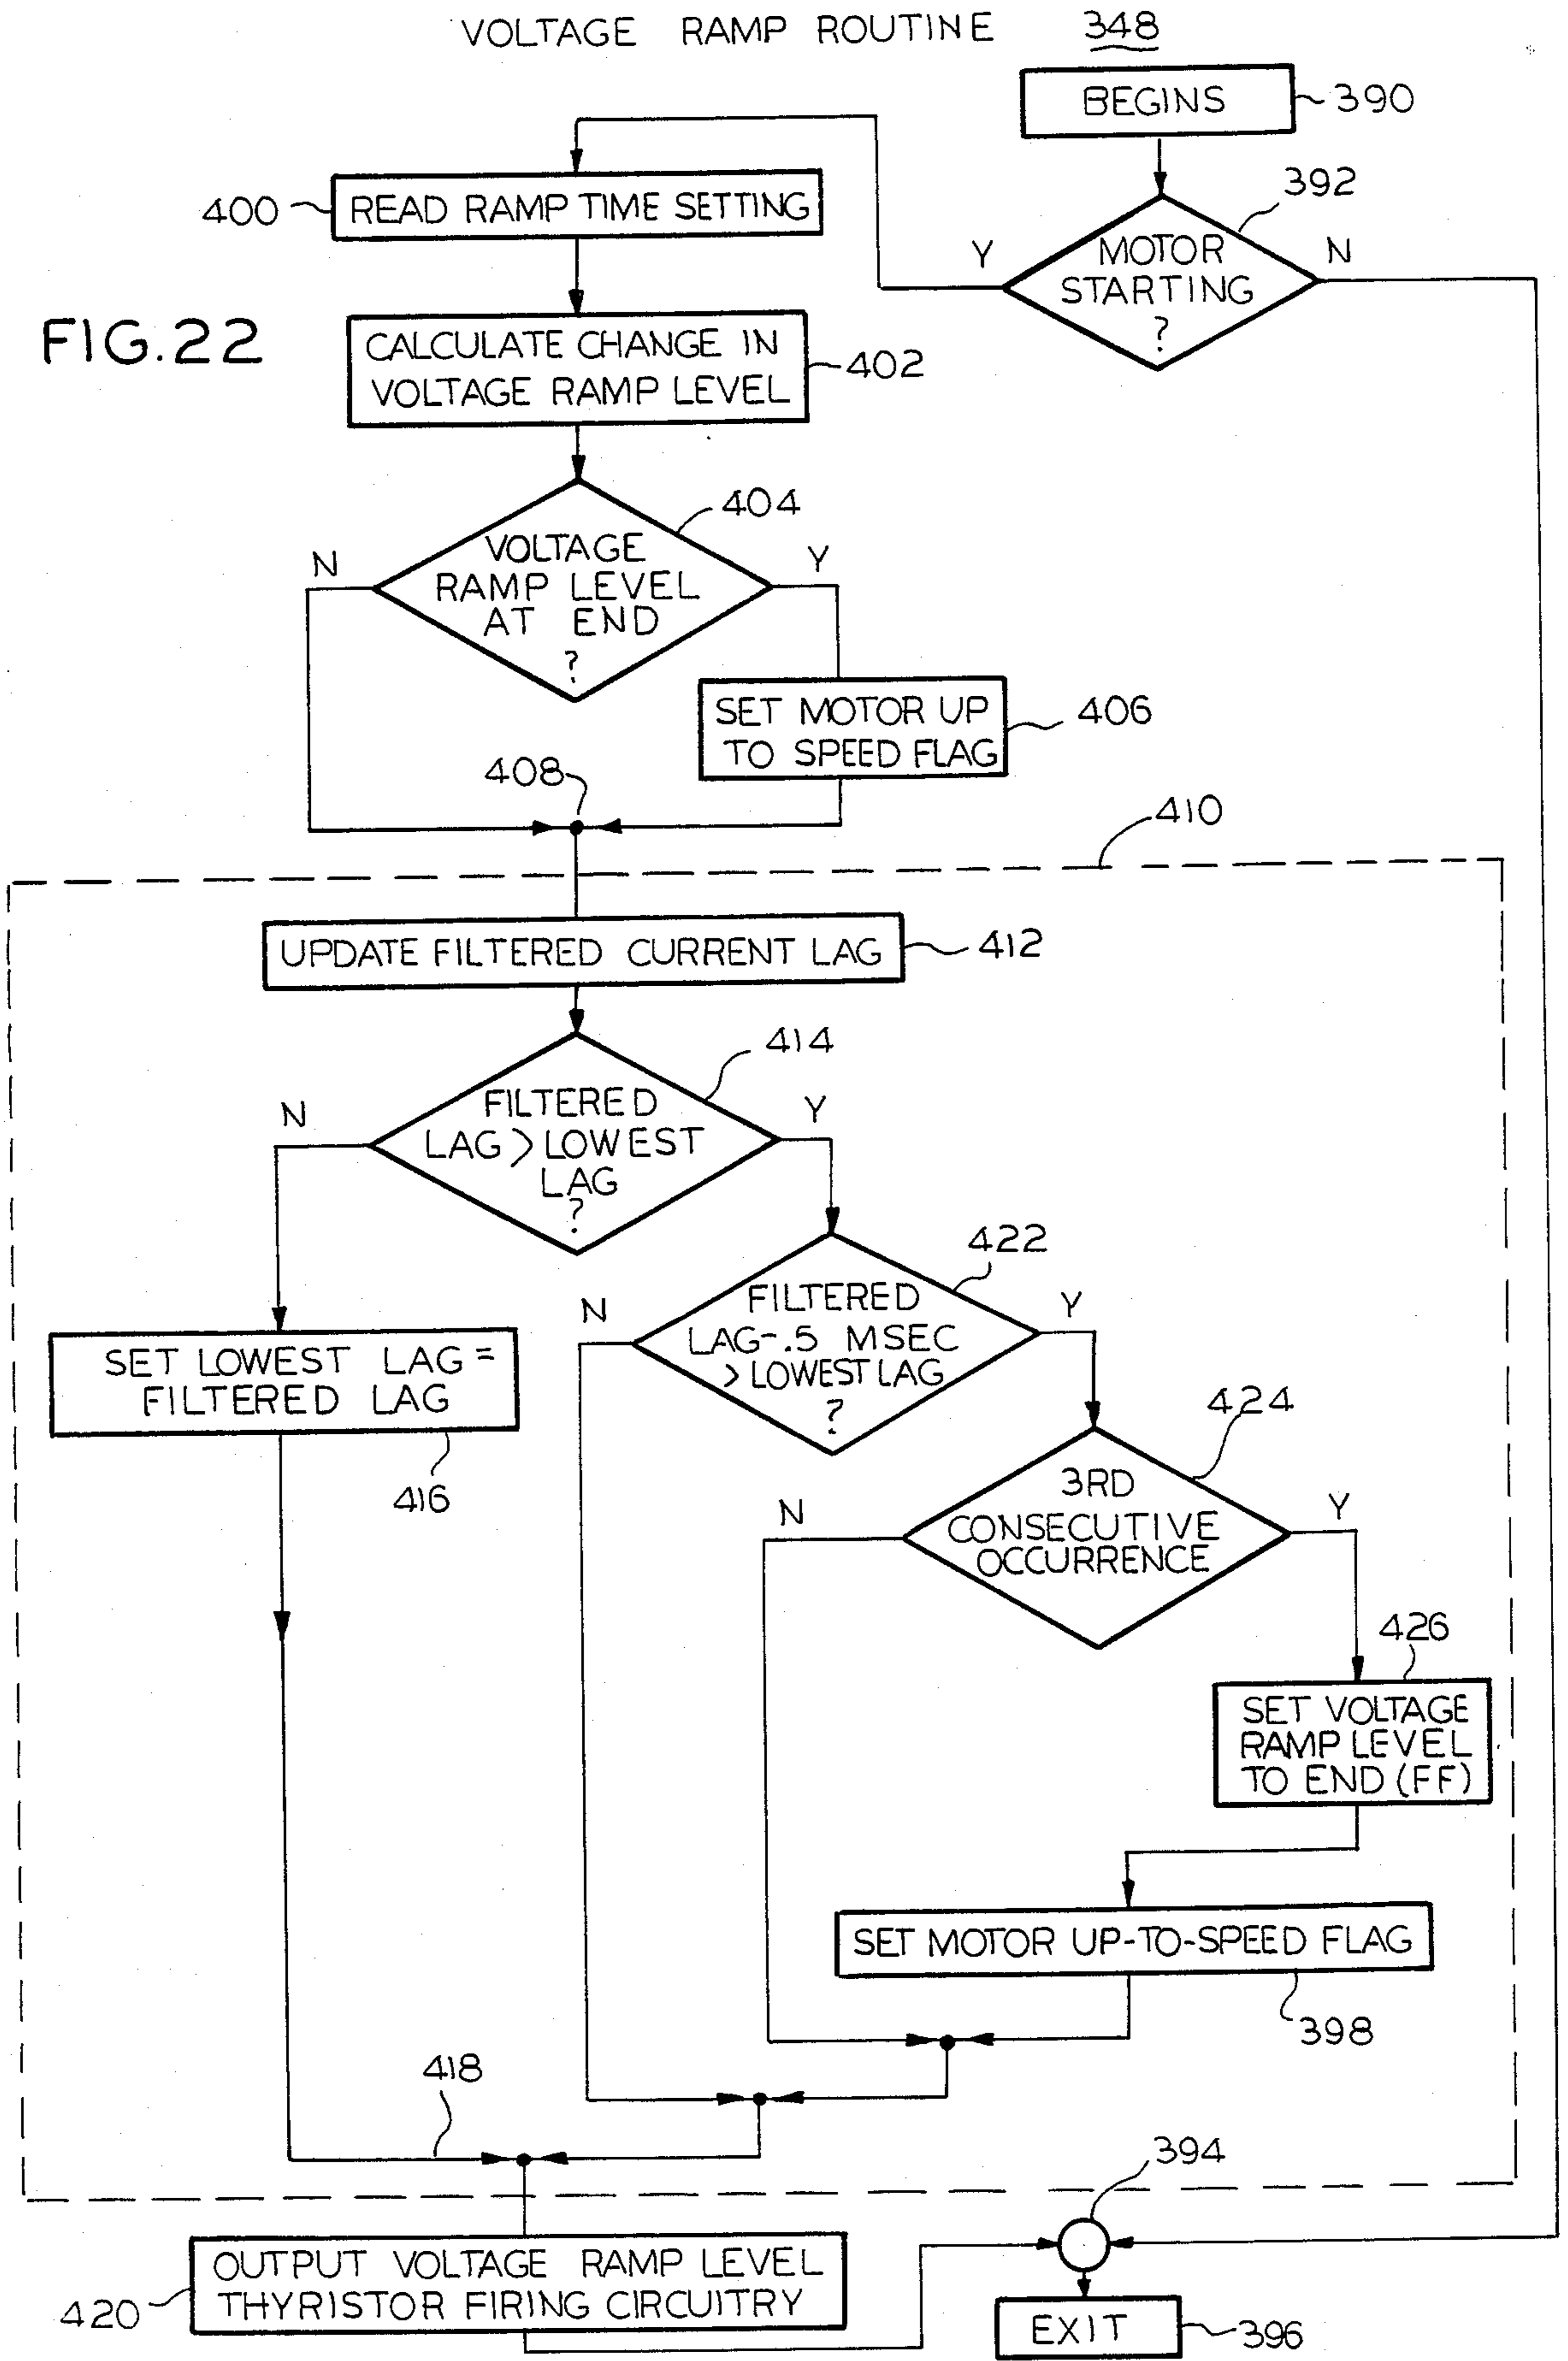 VOLTAGE RAMP ROUTINE 348
BEGINS
390
392
MOTOR
STARTING
?
Y
N
400
READ RAMP TIME SETTING
FIG.22
CALCULATE CHANGE IN
VOLTAGE RAMP LEVEL
402
404
VOLTAGE
RAMP LEVEL
AT END
?
N
Y
SET MOTOR UP
TO SPEED FLAG
406
408
410
UPDATE FILTERED CURRENT LAG
412
414
FILTERED
LAG > LOWEST
LAG
?
N
Y
422
FILTERED
LAG-.5 MSEC
> LOWEST LAG
?
N
Y
SET LOWEST LAG =
FILTERED LAG
416
424
3RD
CONSECUTIVE
OCCURRENCE
N
Y
426
SET VOLTAGE
RAMP LEVEL
TO END (FF)
SET MOTOR UP-TO-SPEED FLAG
398
418
394
OUTPUT VOLTAGE RAMP LEVEL
THYRISTOR FIRING CIRCUITRY
420
EXIT
396